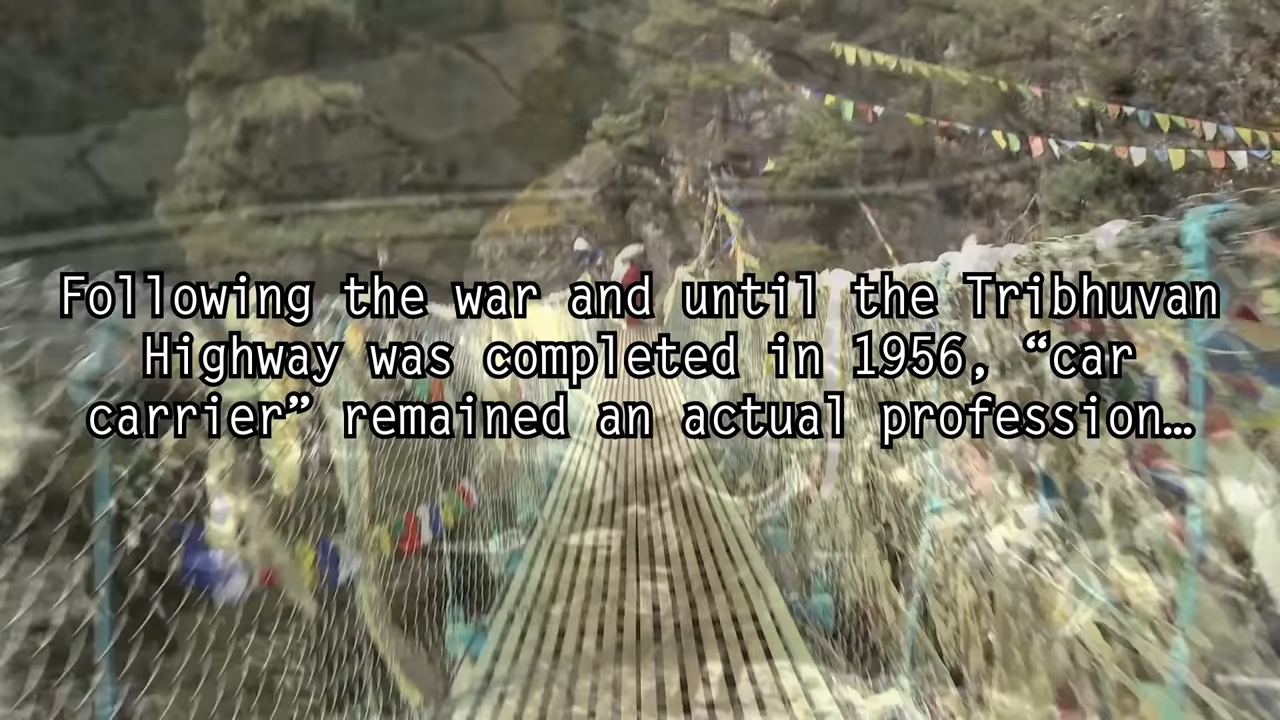 Following the war and until the Tribhuvan
Highway was completed in 1956, “car
carrier” remained an actual profession…